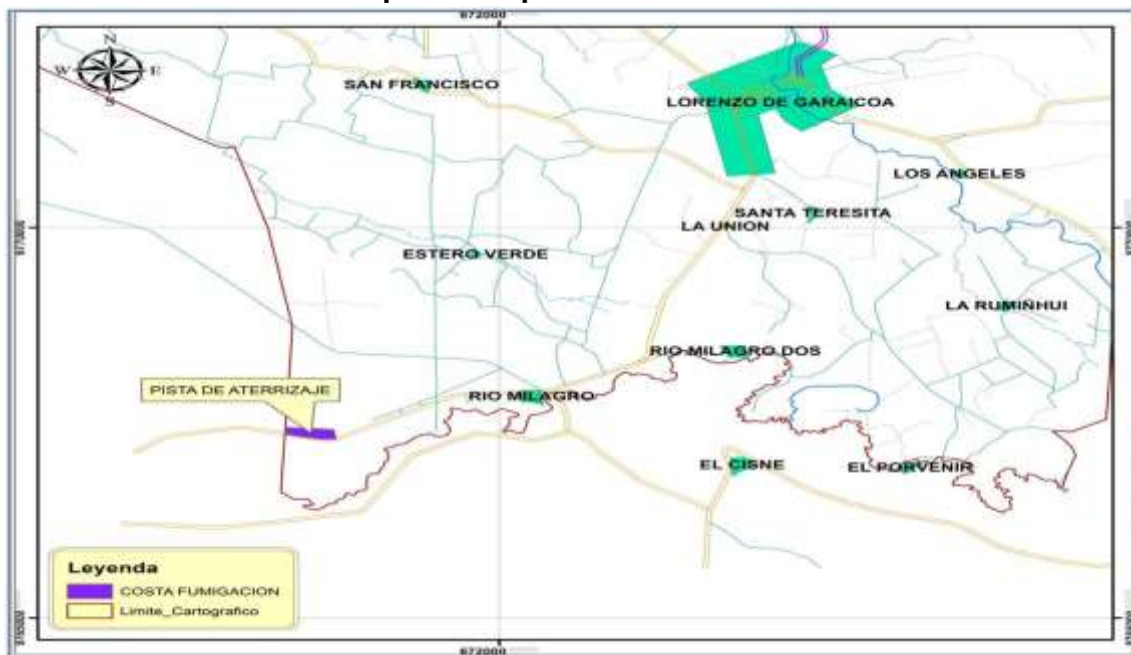 672000
N
W E
S
SAN FRANCISCO
LORENZO DE GARAICOA
LOS ANGELES
SANTA TERESITA
LA UNION
ESTERO VERDE
LA RUMIÑHUI
RIO MILAGRO DOS
PISTA DE ATERRIZAJE
RIO MILAGRO
EL CISNE
EL PORVENIR
Leyenda
COSTA FUMIGACION
Limite_Cartografico
672000